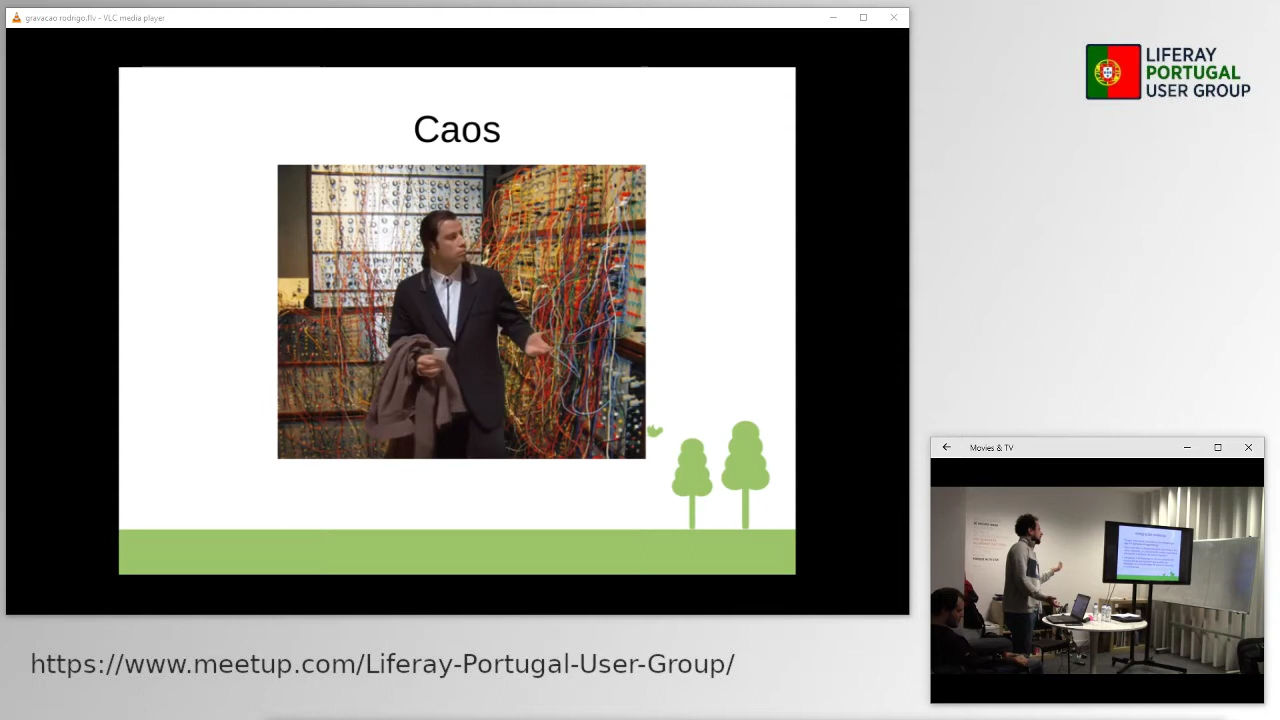 gravacao rodrigo.flv - VLC media player
LIFERAY
PORTUGAL
USER GROUP
Caos
Movies & TV
https://www.meetup.com/Liferay-Portugal-User-Group/